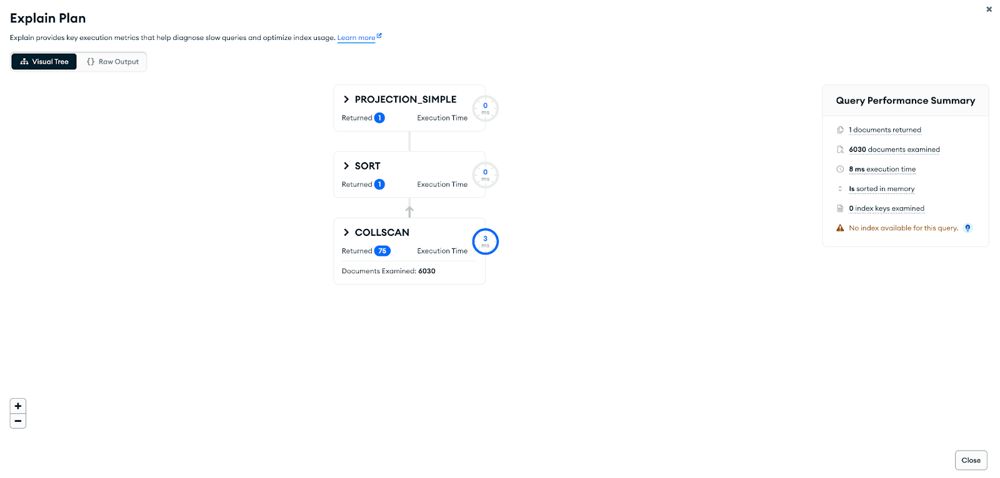 Explain Plan
Explain provides key execution metrics that help diagnose slow queries and optimize index usage. Learn more
Visual Tree
{} Raw Output
PROJECTION_SIMPLE
Returned 1 Execution Time
0
ms
SORT
Returned 1 Execution Time
0
ms
COLLSCAN
Returned 75 Execution Time
3
ms
Documents Examined: 6030
Query Performance Summary
1 documents returned
6030 documents examined
8 ms execution time
Is sorted in memory
0 index keys examined
No index available for this query.
+
−
Close